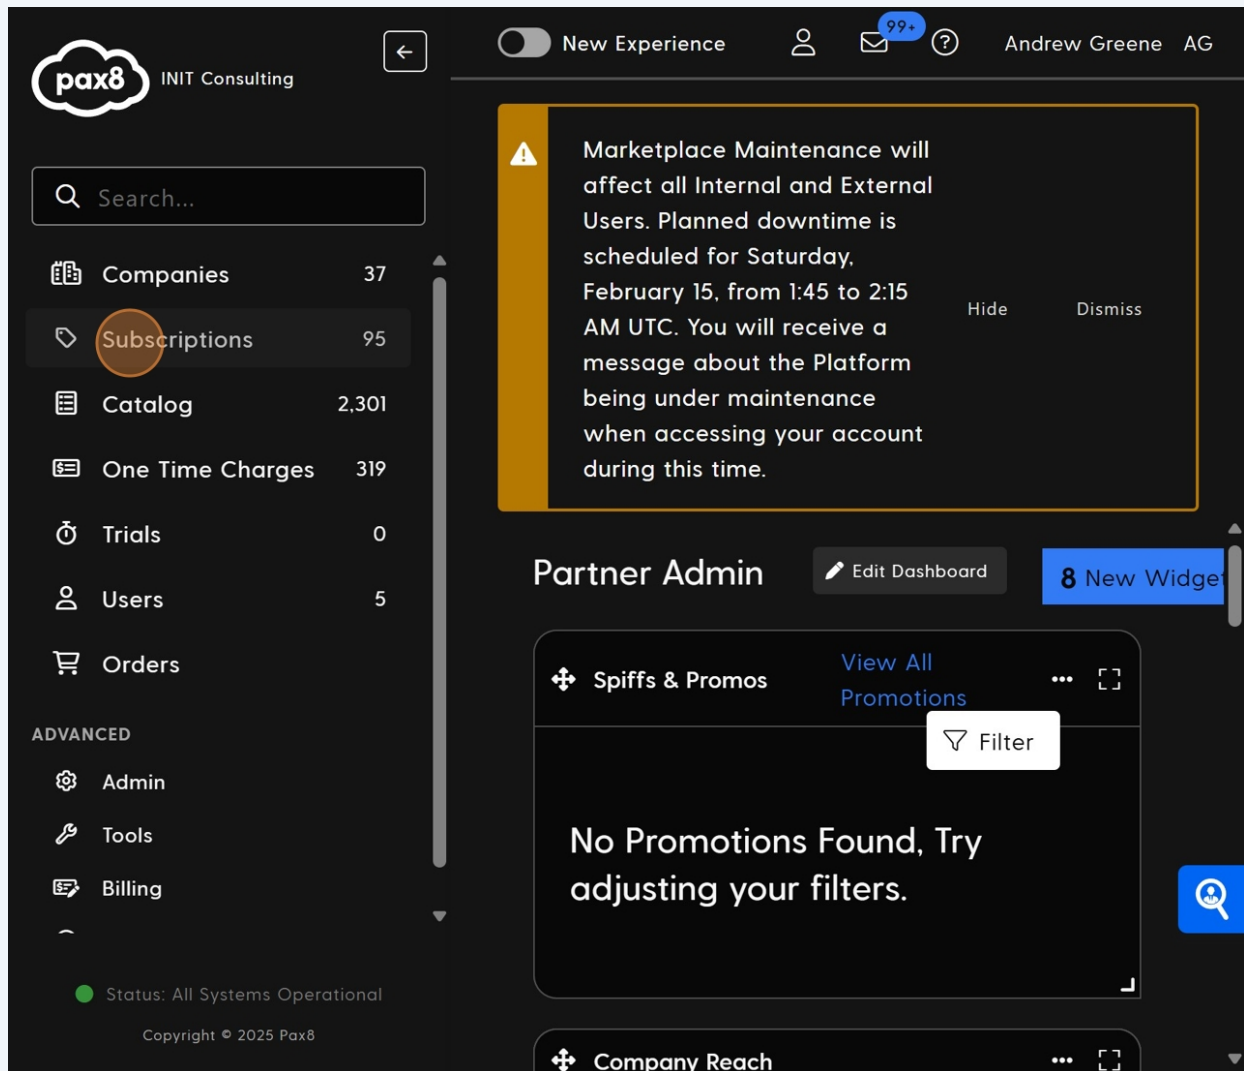 pax8
INIT Consulting
Search...
Companies 37
Subscriptions 95
Catalog 2,301
One Time Charges 319
Trials 0
Users 5
Orders
ADVANCED
Admin
Tools
Billing
Status: All Systems Operational
Copyright © 2025 Pax8
New Experience
99+
Andrew Greene AG
Marketplace Maintenance will
affect all Internal and External
Users. Planned downtime is
scheduled for Saturday,
February 15, from 1:45 to 2:15
AM UTC. You will receive a
message about the Platform
being under maintenance
when accessing your account
during this time.
Hide Dismiss
Partner Admin
Edit Dashboard
8 New Widget
Spiffs & Promos
View All
Promotions
Filter
No Promotions Found, Try
adjusting your filters.
Company Reach